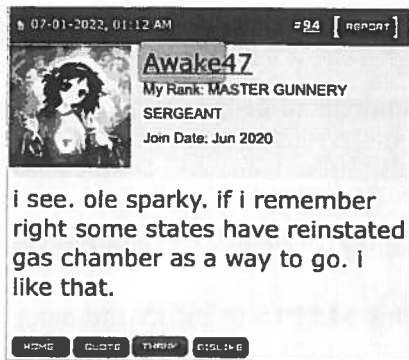 07-01-2022, 01:12 AM #94 [REPORT]
Awake47
My Rank: MASTER GUNNERY
SERGEANT
Join Date: Jun 2020
i see. ole sparky. if i remember
right some states have reinstated
gas chamber as a way to go. i
like that.
HOME QUOTE THANK DISLIKE